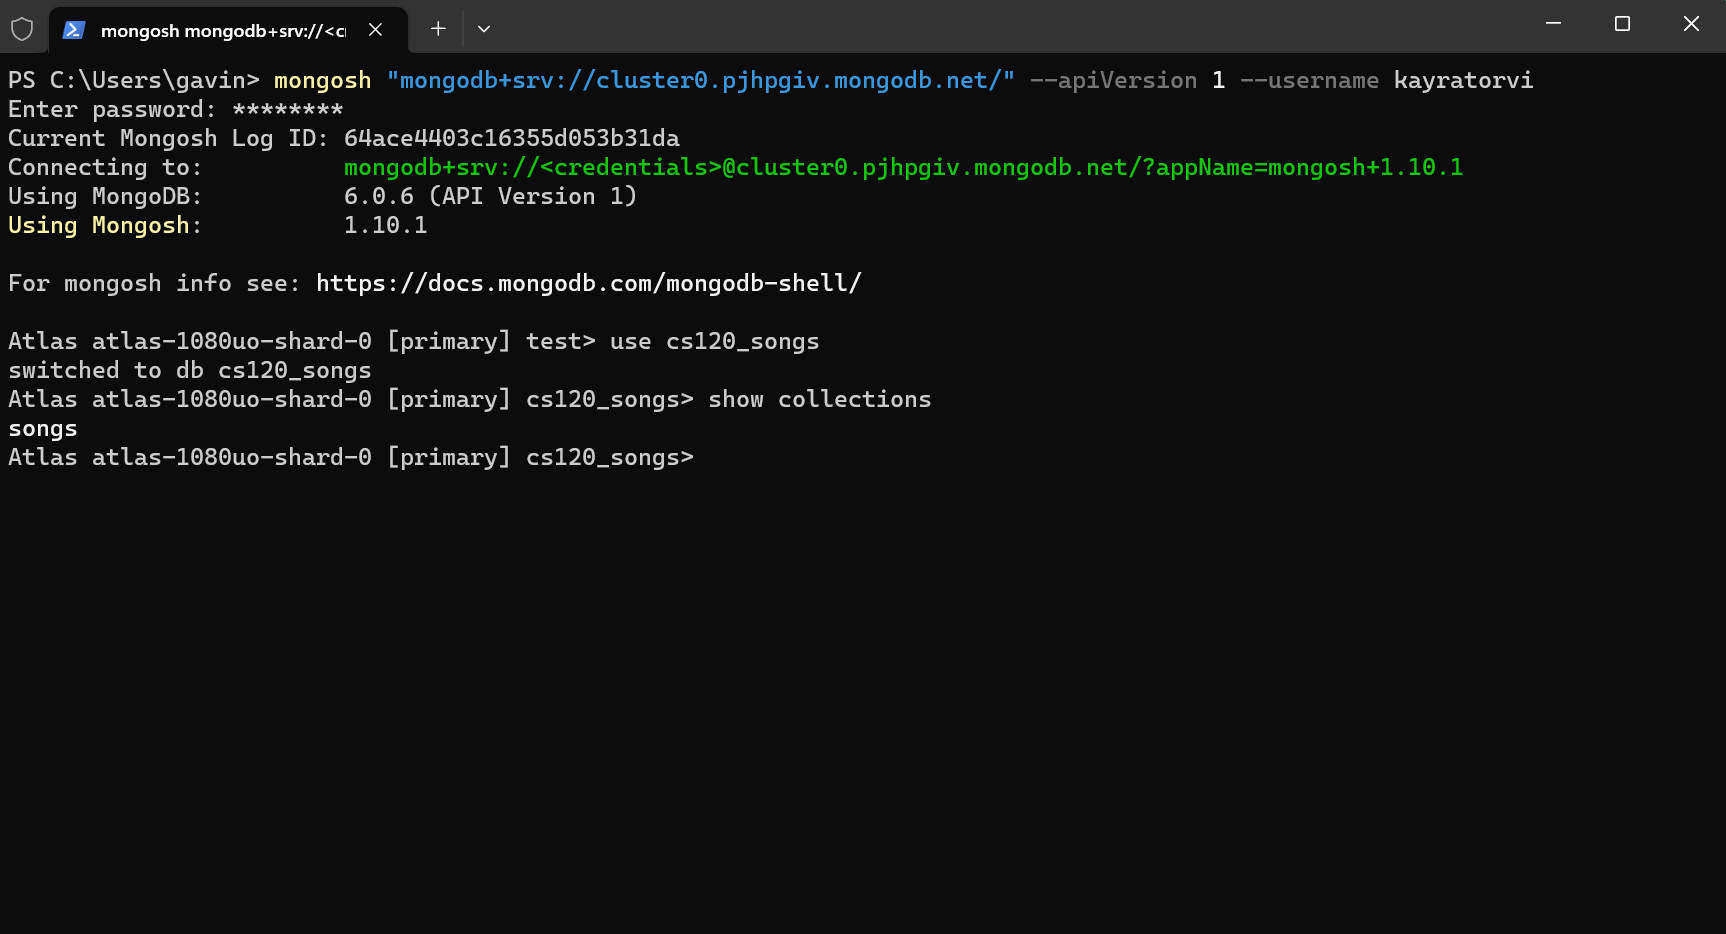 mongosh mongodb+srv://<c
PS C:\Users\gavin> mongosh "mongodb+srv://cluster0.pjhpgiv.mongodb.net/" --apiVersion 1 --username kayratorvi
Enter password: ********
Current Mongosh Log ID: 64ace4403c16355d053b31da
Connecting to: mongodb+srv://<credentials>@cluster0.pjhpgiv.mongodb.net/?appName=mongosh+1.10.1
Using MongoDB: 6.0.6 (API Version 1)
Using Mongosh: 1.10.1
For mongosh info see: https://docs.mongodb.com/mongodb-shell/
Atlas atlas-1080uo-shard-0 [primary] test> use cs120_songs
switched to db cs120_songs
Atlas atlas-1080uo-shard-0 [primary] cs120_songs> show collections
songs
Atlas atlas-1080uo-shard-0 [primary] cs120_songs>